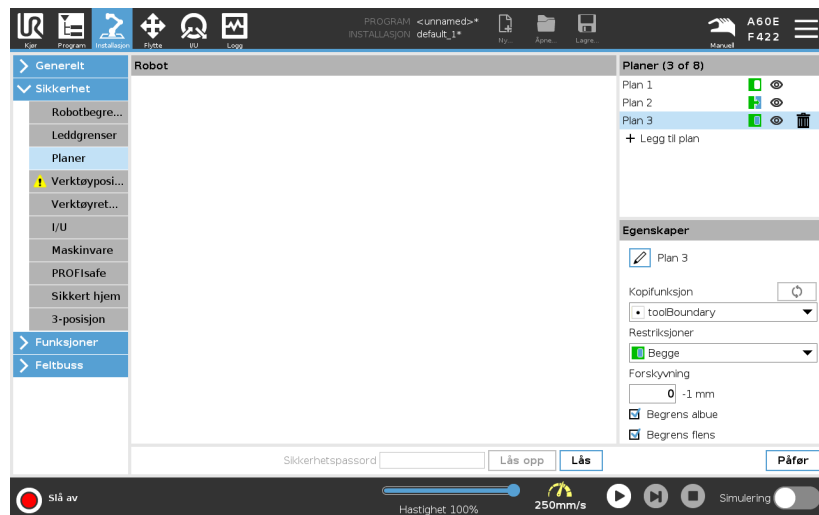 PROGRAM <unnamed>*
INSTALLASJON default_1*
UR
Kjør Program Installasjon Flytte I/U Logg
Ny... Åpne... Lagre...
Manuel
A60E
F422
Generelt
Sikkerhet
Robotbegre...
Leddgrenser
Planer
Verktøyposi...
Verktøyret...
I/U
Maskinvare
PROFIsafe
Sikkert hjem
3-posisjon
Funksjoner
Feltbuss
Robot
Planer (3 of 8)
Plan 1
Plan 2
Plan 3
+ Legg til plan
Egenskaper
Plan 3
Kopifunksjon
toolBoundary
Restriksjoner
Begge
Forskyvning
0 -1 mm
Begrens albue
Begrens flens
Sikkerhetspassord Lås opp Lås Påfør
Slå av
Hastighet 100%
250mm/s
Simulering